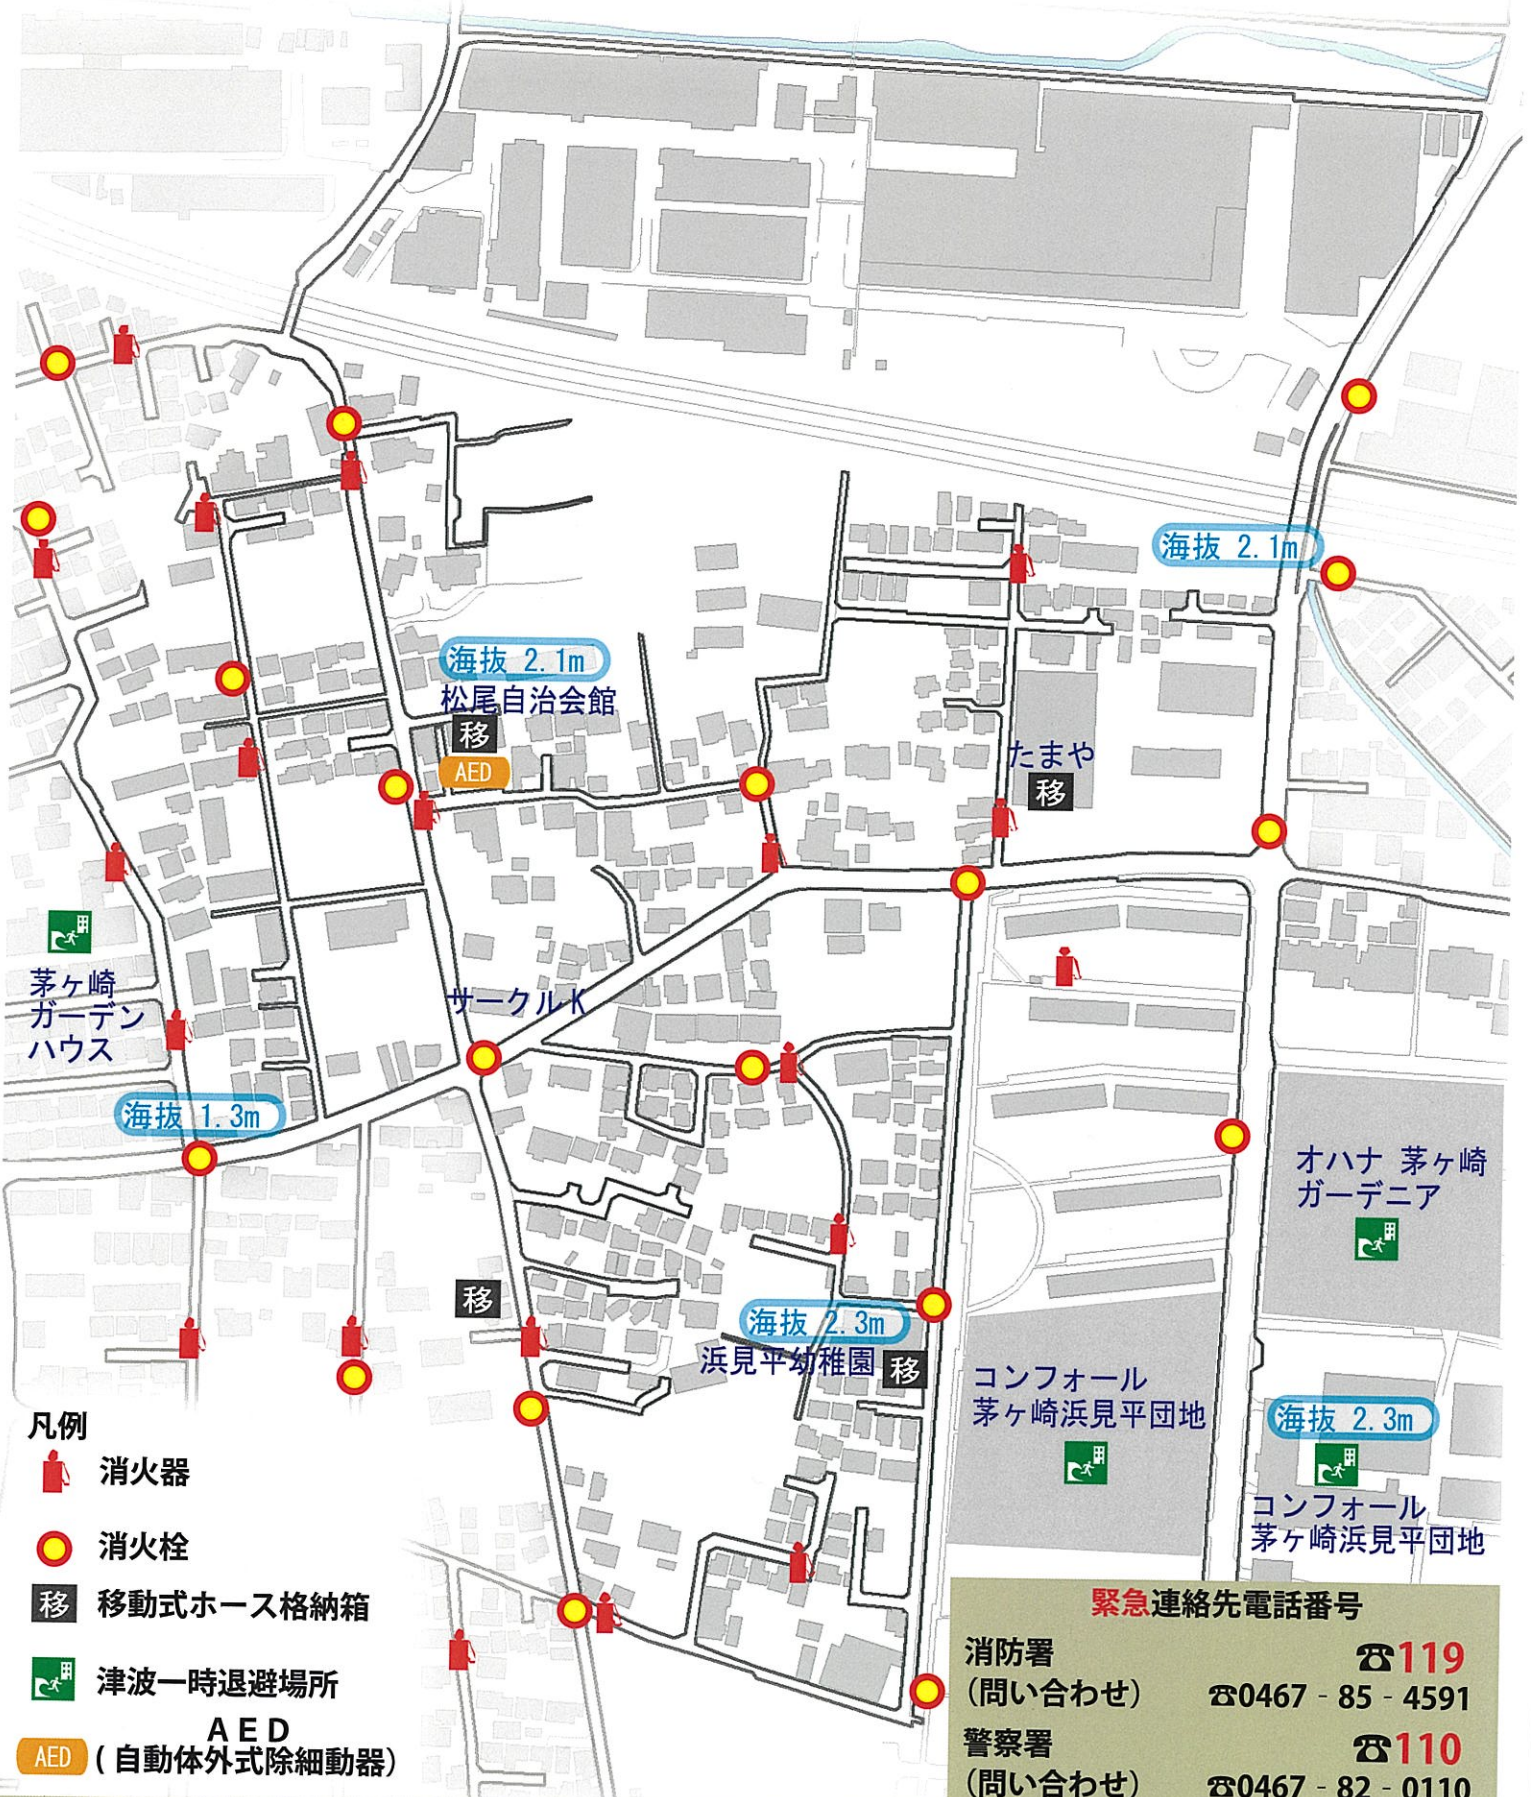 海抜 2.1m
海抜 2.1m
松尾自治会館
移
AED
たまや
移
茅ヶ崎
ガーデン
ハウス
サークルK
海抜 1.3m
オハナ 茅ヶ崎
ガーデニア
移
海抜 2.3m
浜見平幼稚園
移
コンフォール
茅ヶ崎浜見平団地
海抜 2.3m
コンフォール
茅ヶ崎浜見平団地
凡例
消火器
消火栓
移 移動式ホース格納箱
津波一時退避場所
AED
AED (自動体外式除細動器)
緊急連絡先電話番号
消防署 ☎119
(問い合わせ) ☎0467 - 85 - 4591
警察署 ☎110
(問い合わせ) ☎0467 - 82 - 0110